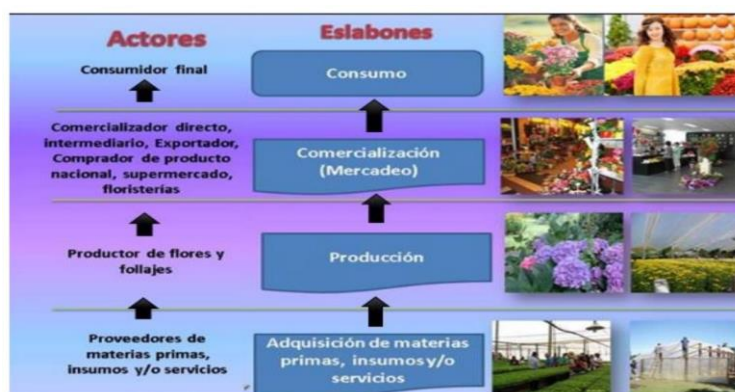 Actores
Eslabones
Consumidor final
Consumo
Comercializador directo,
intermediario, Exportador,
Comprador de producto
nacional, supermercado,
floristerías
Comercialización
(Mercadeo)
Productor de flores y
follajes
Producción
Proveedores de
materias primas,
insumos y/o servicios
Adquisición de materias
primas, insumos y/o
servicios